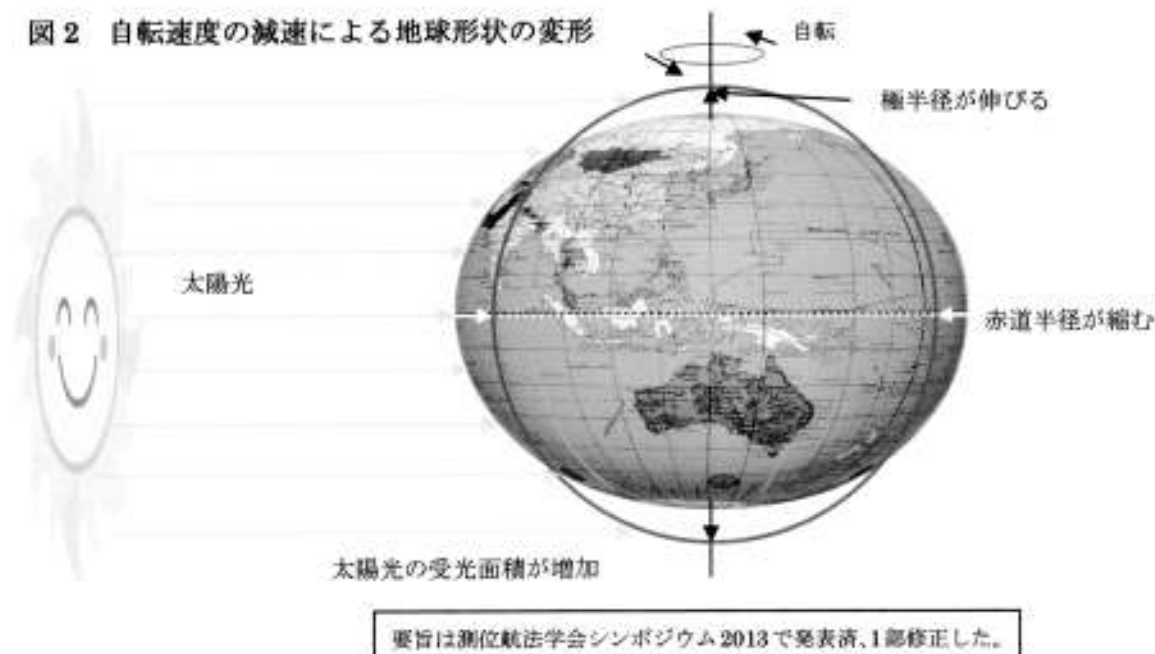 図2 自転速度の減速による地球形状の変形
自転
極半径が伸びる
太陽光
赤道半径が縮む
太陽光の受光面積が増加
要旨は測位航法学会シンポジウム2013で発表済、1部修正した。